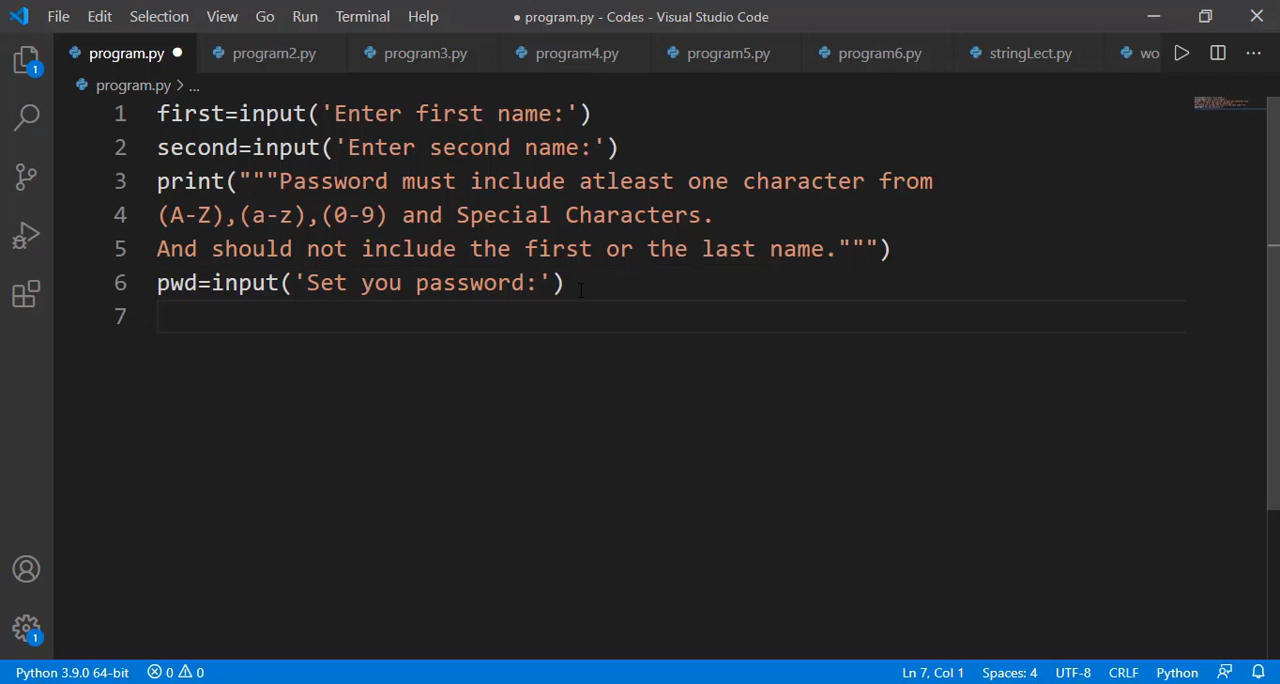 File Edit Selection View Go Run Terminal Help ● program.py - Codes - Visual Studio Code
program.py ● program2.py program3.py program4.py program5.py program6.py stringLect.py wo
program.py > ...
1 first=input('Enter first name:')
2 second=input('Enter second name:')
3 print("""Password must include atleast one character from
4 (A-Z),(a-z),(0-9) and Special Characters.
5 And should not include the first or the last name.""")
6 pwd=input('Set you password:')
7
1
1
Python 3.9.0 64-bit 0 0 Ln 7, Col 1 Spaces: 4 UTF-8 CRLF Python